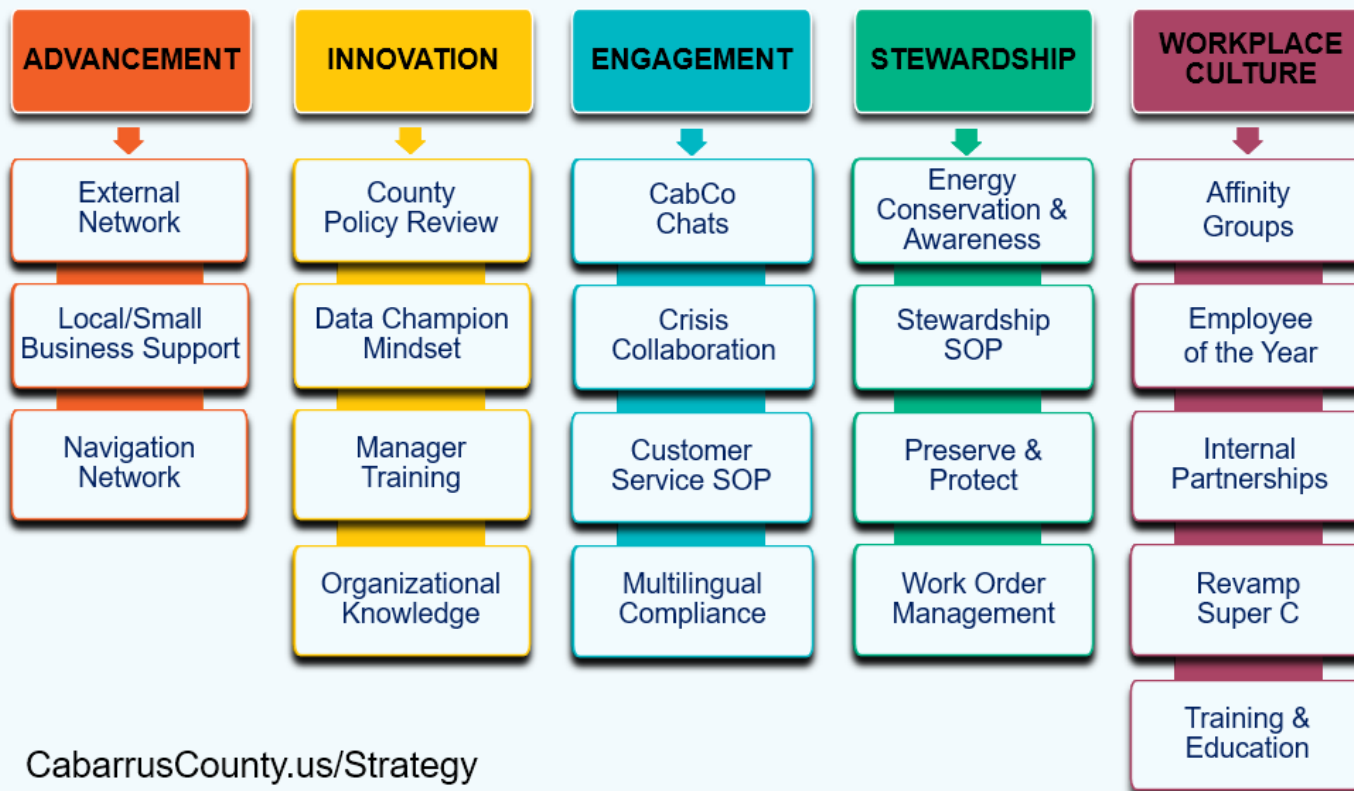 ADVANCEMENT
External
Network
Local/Small
Business Support
Navigation
Network
INNOVATION
County
Policy Review
Data Champion
Mindset
Manager
Training
Organizational
Knowledge
ENGAGEMENT
CabCo
Chats
Crisis
Collaboration
Customer
Service SOP
Multilingual
Compliance
STEWARDSHIP
Energy
Conservation &
Awareness
Stewardship
SOP
Preserve &
Protect
Work Order
Management
WORKPLACE
CULTURE
Affinity
Groups
Employee
of the Year
Internal
Partnerships
Revamp
Super C
Training &
Education
CabarrusCounty.us/Strategy